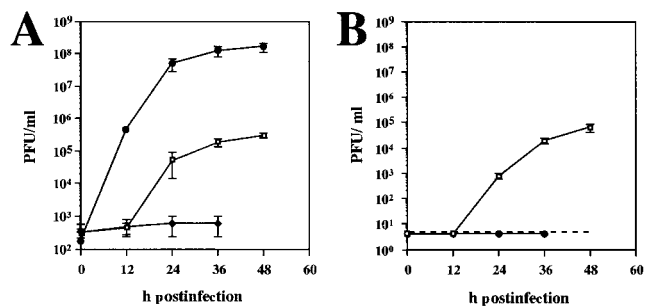 A
B
PFU/ml
10⁹
10⁸
10⁷
10⁶
10⁵
10⁴
10³
10²
0 12 24 36 48 60
h postinfection
PFU/ ml
10⁹
10⁸
10⁷
10⁶
10⁵
10⁴
10³
10²
10¹
10⁰
0 12 24 36 48 60
h postinfection